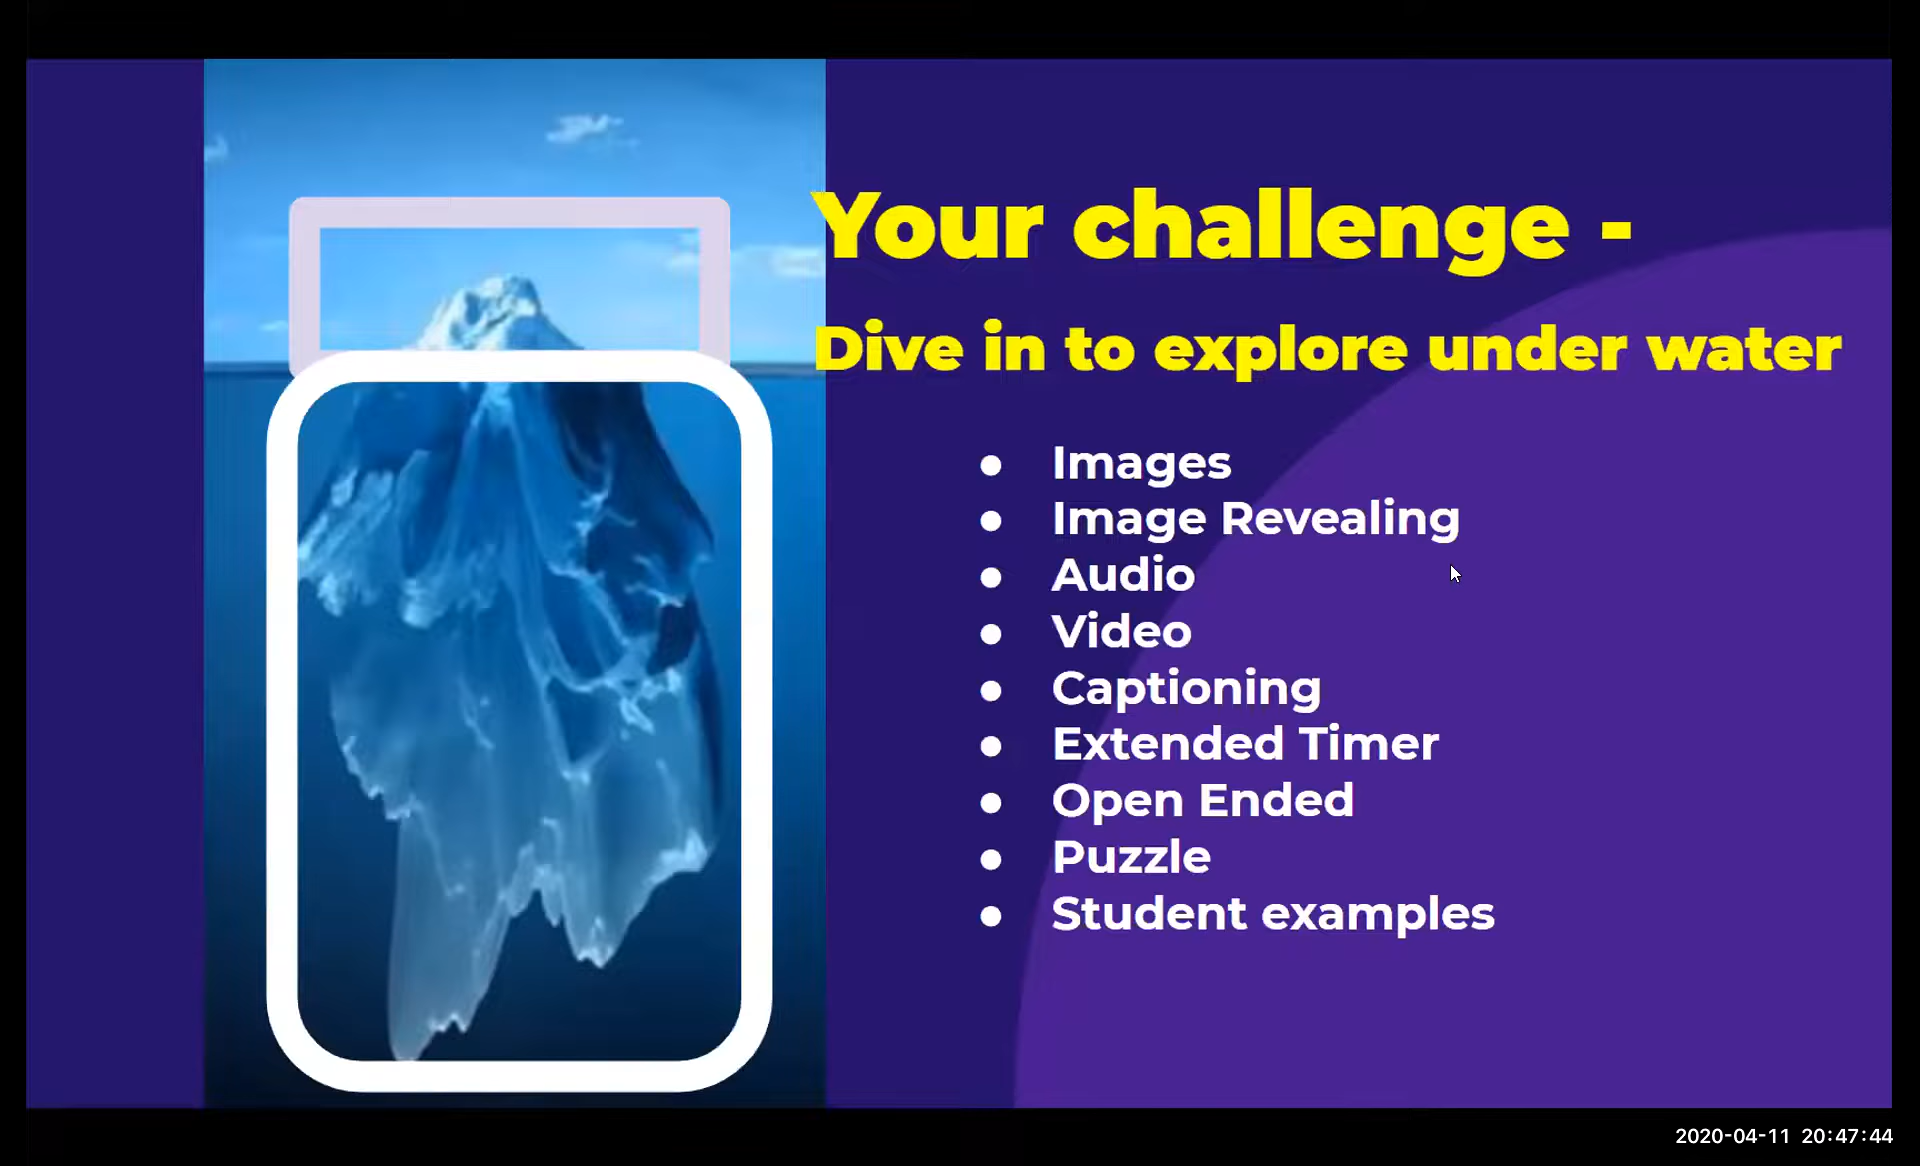 Your challenge -
Dive in to explore under water
● Images
● Image Revealing
● Audio
● Video
● Captioning
● Extended Timer
● Open Ended
● Puzzle
● Student examples
2020-04-11 20:47:44